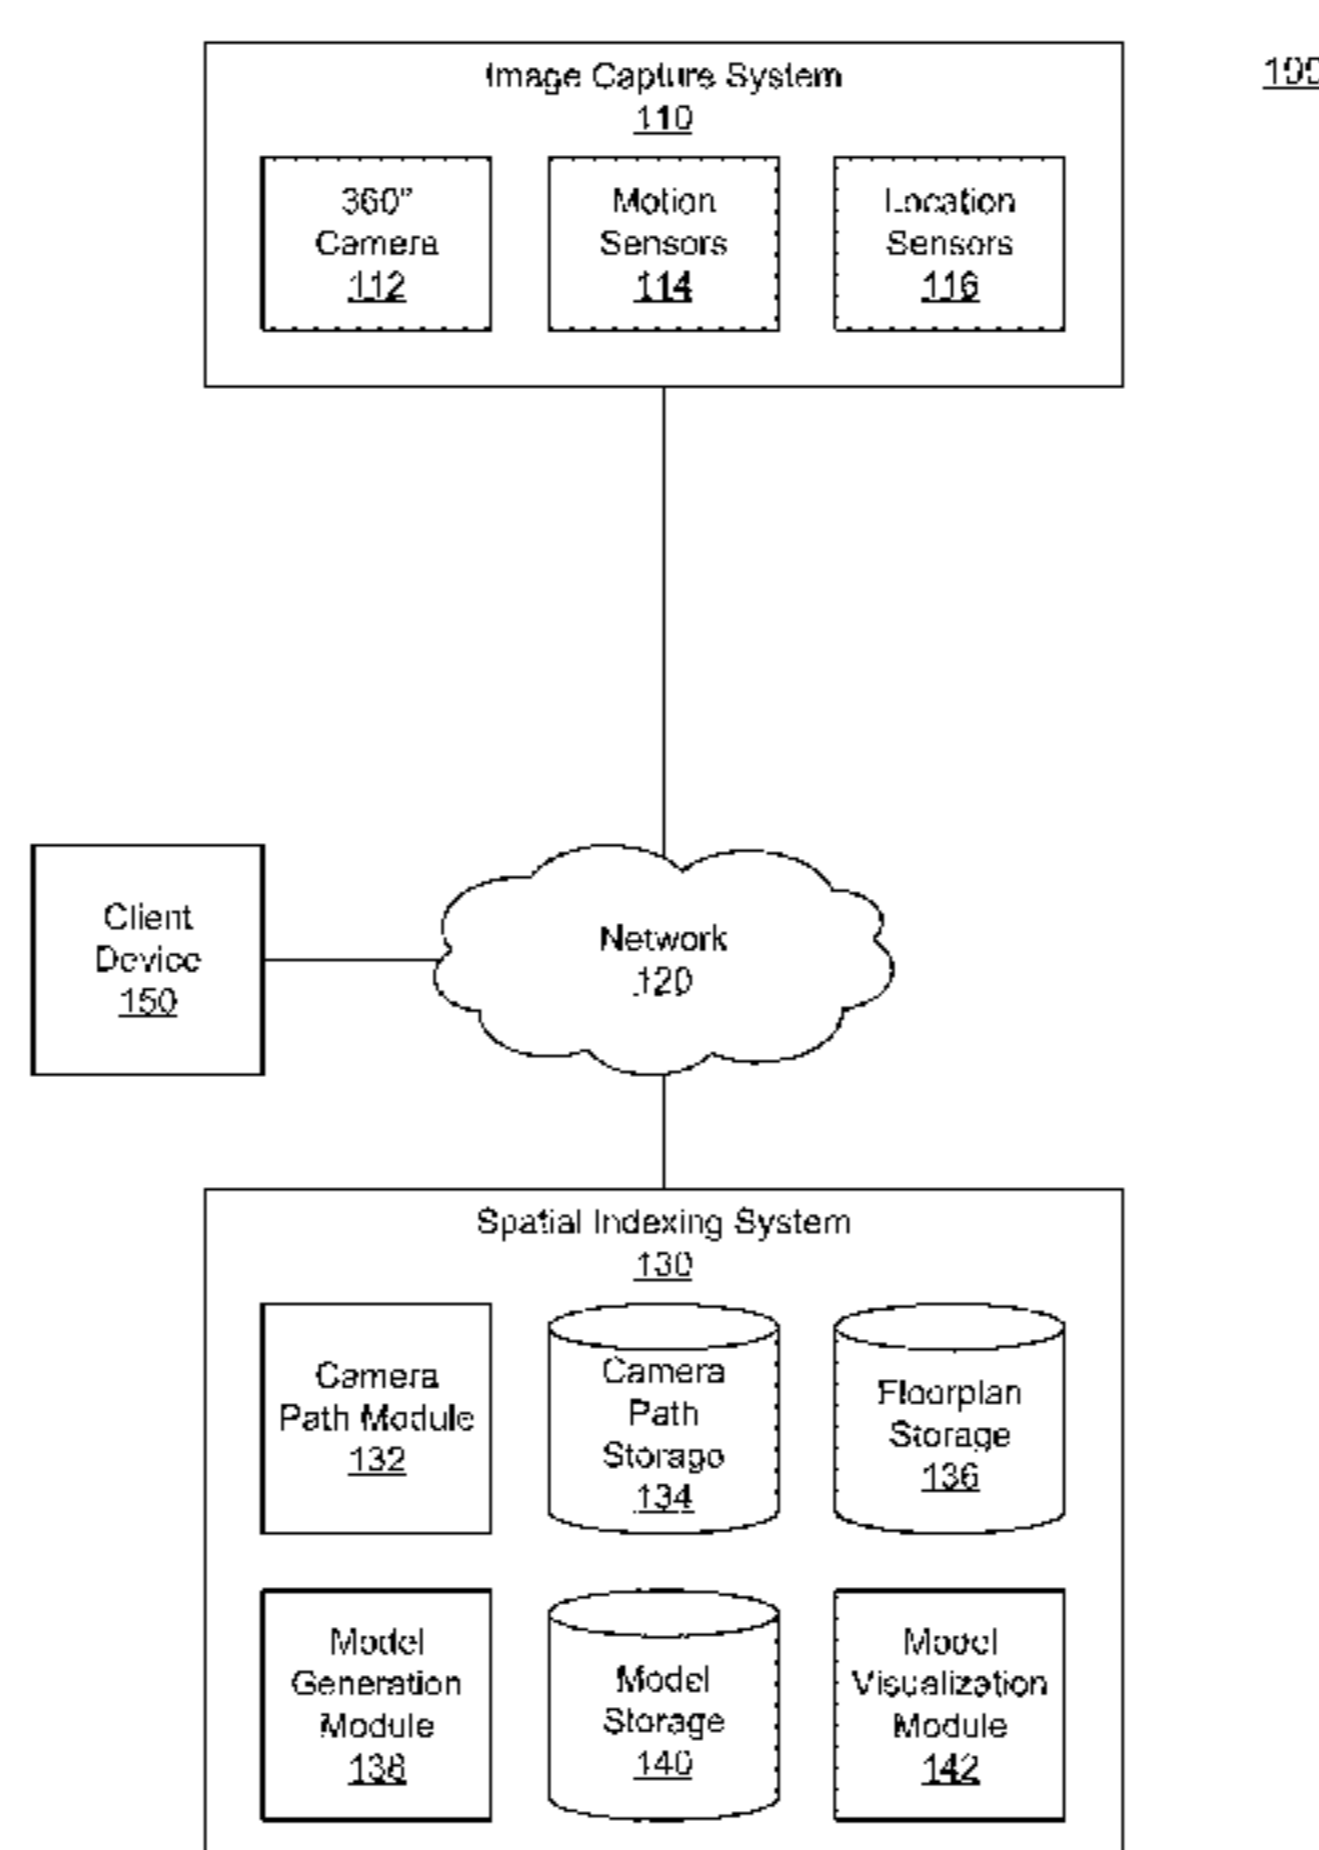 100
Image Capture System
110
360°
Camera
112
Motion
Sensors
114
Location
Sensors
116
Client
Device
150
Network
120
Spatial Indexing System
130
Camera
Path Module
132
Camera
Path
Storage
134
Floorplan
Storage
136
Model
Generation
Module
138
Model
Storage
140
Model
Visualization
Module
142